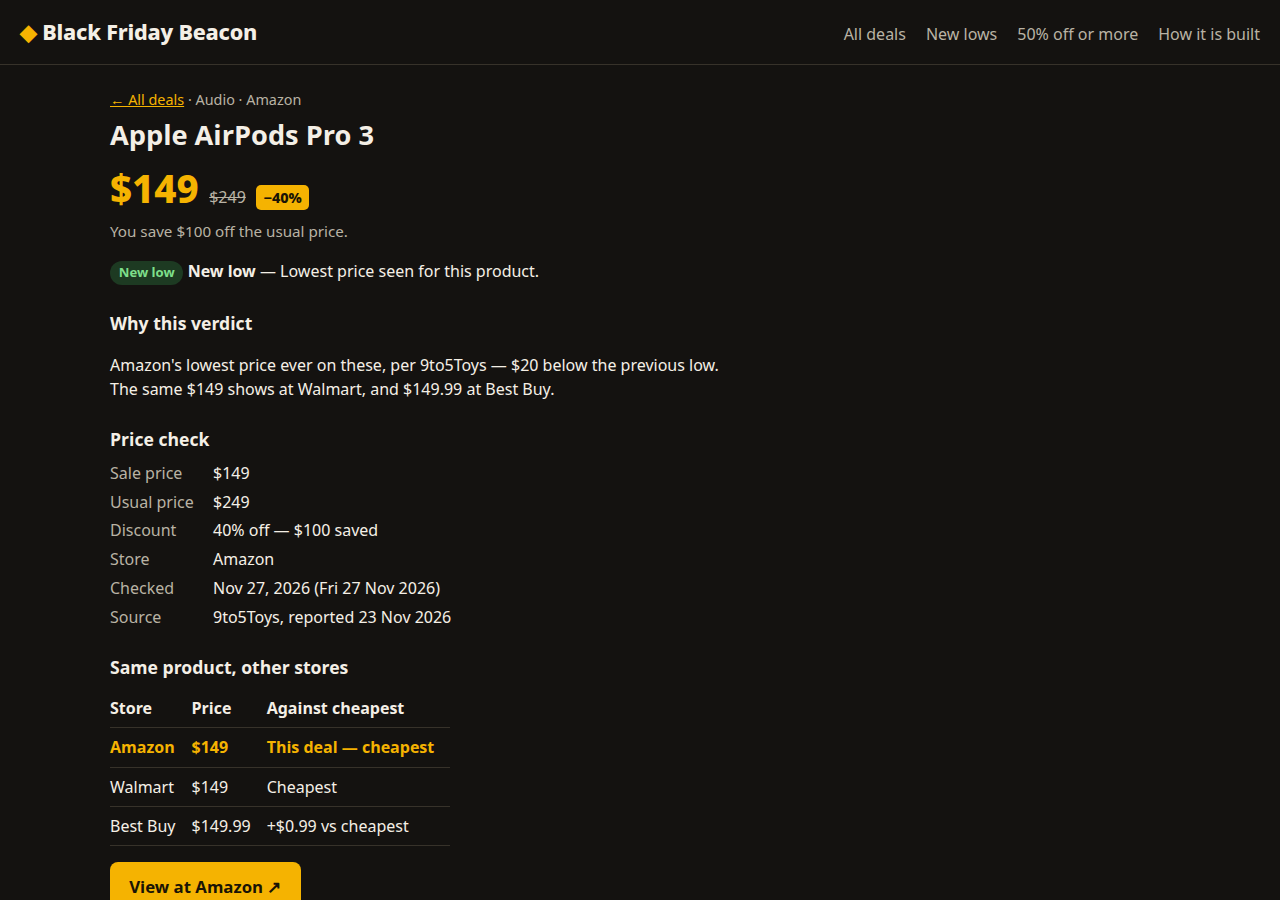 ◆ Black Friday Beacon
All deals New lows 50% off or more How it is built
← All deals · Audio · Amazon
Apple AirPods Pro 3
$149 $249 −40%
You save $100 off the usual price.
New low New low — Lowest price seen for this product.
Why this verdict
Amazon's lowest price ever on these, per 9to5Toys — $20 below the previous low.
The same $149 shows at Walmart, and $149.99 at Best Buy.
Price check
Sale price $149
Usual price $249
Discount 40% off — $100 saved
Store Amazon
Checked Nov 27, 2026 (Fri 27 Nov 2026)
Source 9to5Toys, reported 23 Nov 2026
Same product, other stores
Store Price Against cheapest
Amazon $149 This deal — cheapest
Walmart $149 Cheapest
Best Buy $149.99 +$0.99 vs cheapest
View at Amazon ↗